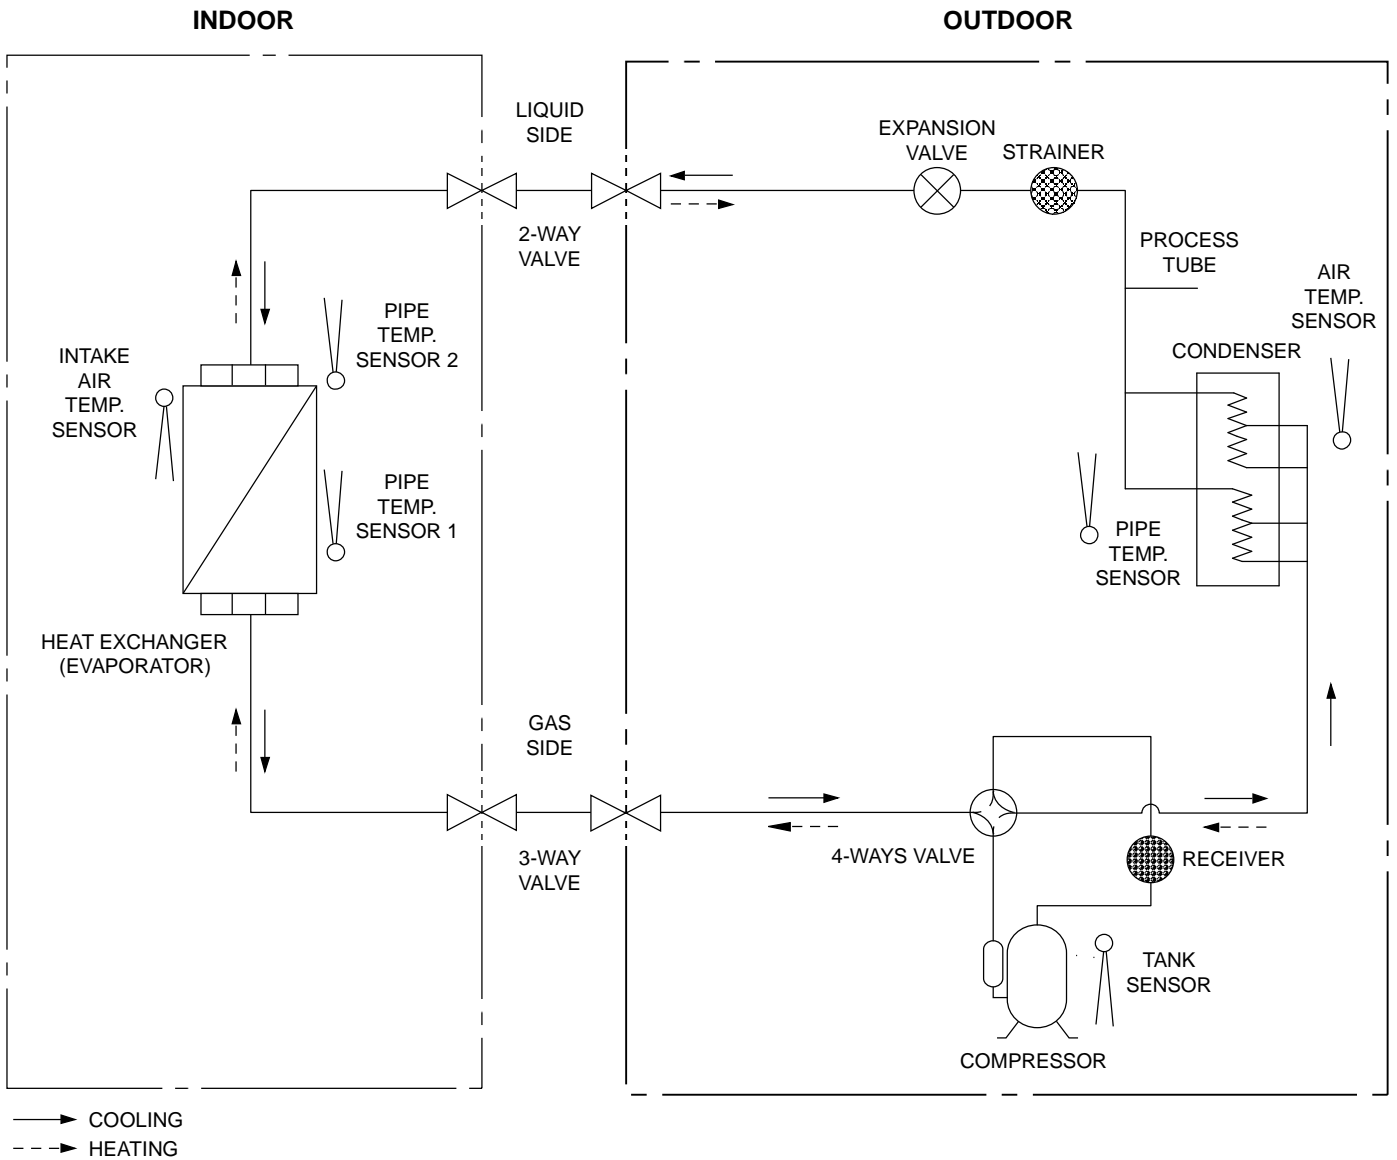 INDOOR
OUTDOOR
LIQUID
SIDE
EXPANSION
VALVE
STRAINER
2-WAY
VALVE
PROCESS
TUBE
AIR
TEMP.
SENSOR
PIPE
TEMP.
SENSOR 2
INTAKE
AIR
TEMP.
SENSOR
CONDENSER
PIPE
TEMP.
SENSOR 1
PIPE
TEMP.
SENSOR
HEAT EXCHANGER
(EVAPORATOR)
GAS
SIDE
3-WAY
VALVE
4-WAYS VALVE
RECEIVER
TANK
SENSOR
COMPRESSOR
COOLING
HEATING